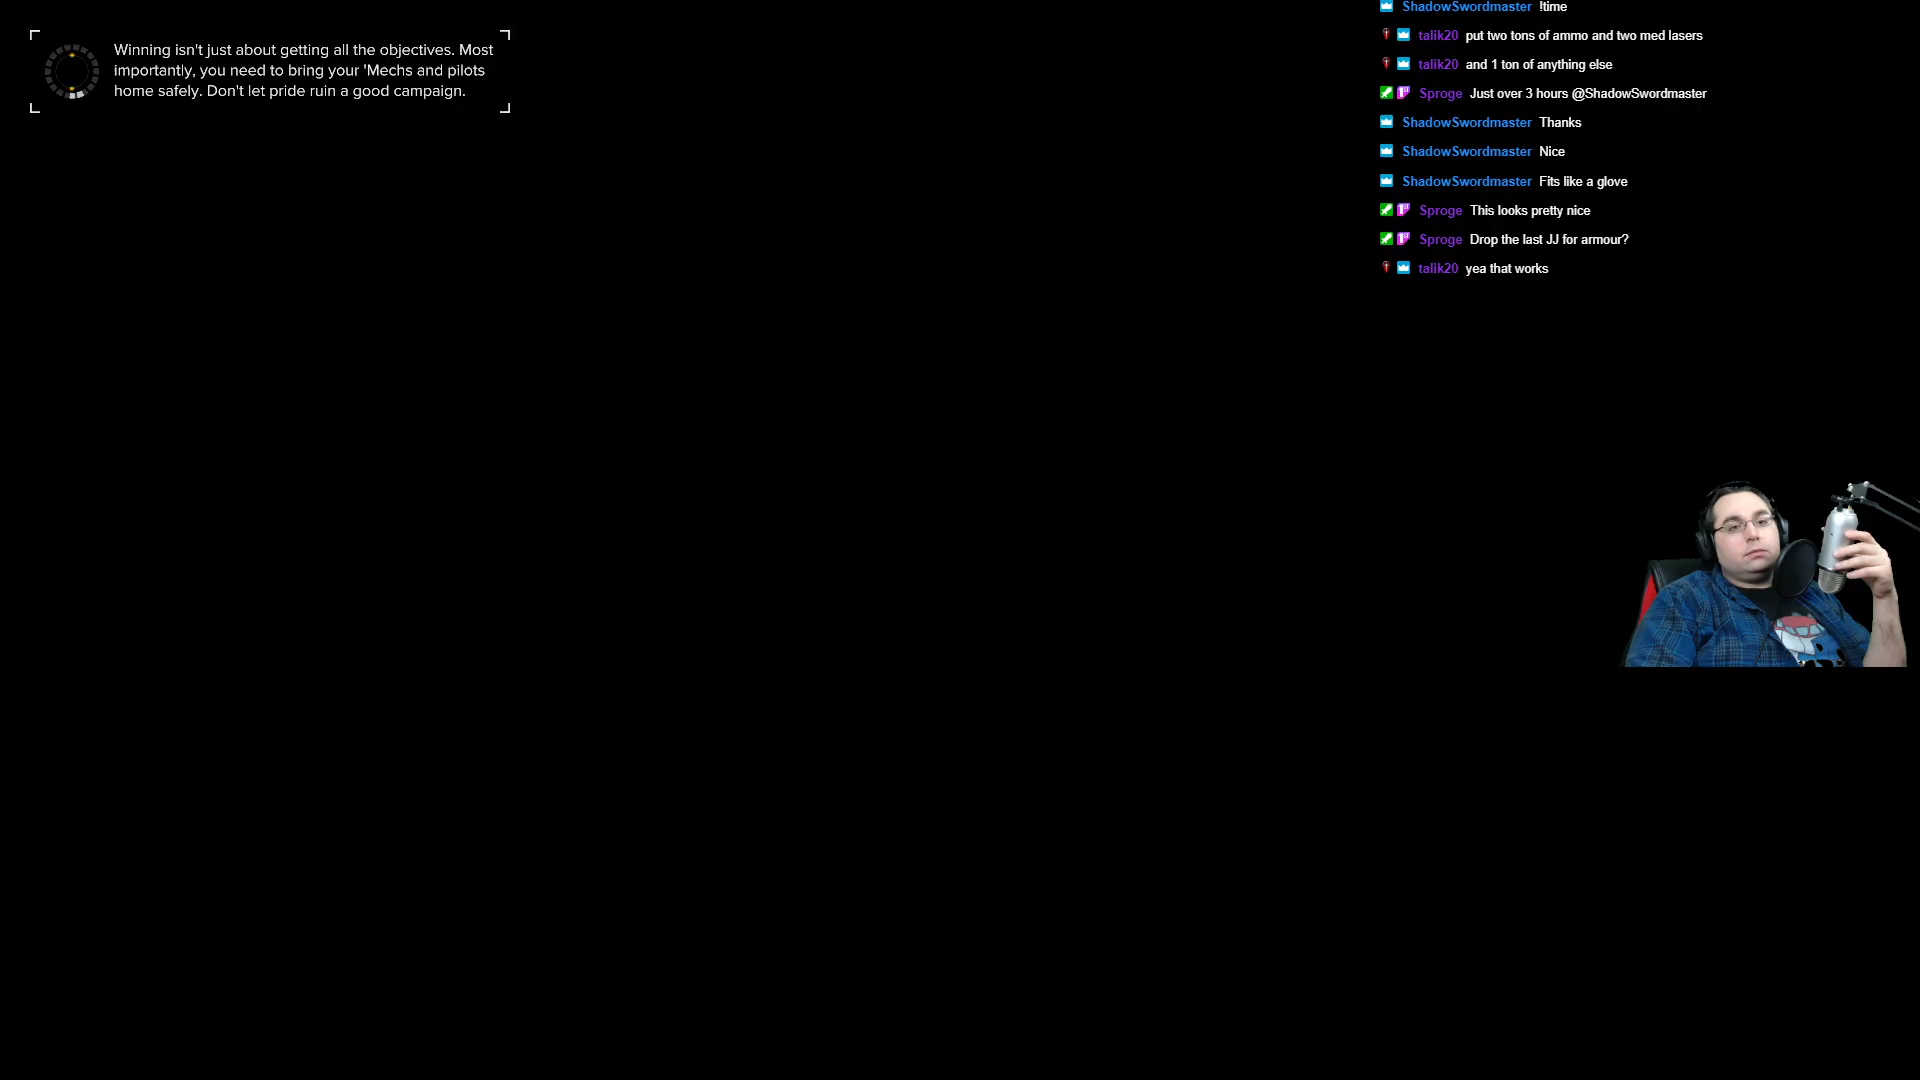 Winning isn't just about getting all the objectives. Most
importantly, you need to bring your 'Mechs and pilots
home safely. Don't let pride ruin a good campaign.
ShadowSwordmaster !time
talik20 put two tons of ammo and two med lasers
talik20 and 1 ton of anything else
Sproge Just over 3 hours @ShadowSwordmaster
ShadowSwordmaster Thanks
ShadowSwordmaster Nice
ShadowSwordmaster Fits like a glove
Sproge This looks pretty nice
Sproge Drop the last JJ for armour?
talik20 yea that works